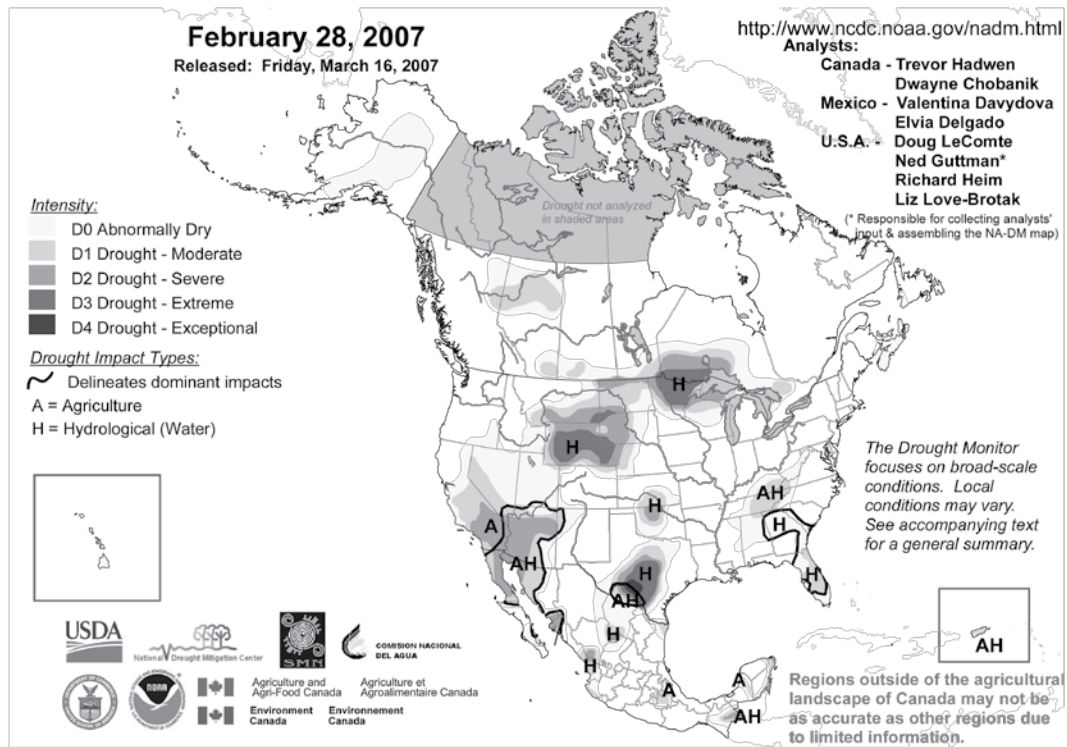 February 28, 2007
Released: Friday, March 16, 2007
http://www.ncdc.noaa.gov/nadm.html
Analysts:
Canada - Trevor Hadwen
Dwayne Chobanik
Mexico - Valentina Davydova
Elvia Delgado
U.S.A. - Doug LeComte
Ned Guttman*
Richard Heim
Liz Love-Brotak
(* Responsible for collecting analysts'
input & assembling the NA-DM map)
Drought not analyzed
in shaded areas
Intensity:
D0 Abnormally Dry
D1 Drought - Moderate
D2 Drought - Severe
D3 Drought - Extreme
D4 Drought - Exceptional
Drought Impact Types:
Delineates dominant impacts
A = Agriculture
H = Hydrological (Water)
H
H
The Drought Monitor
focuses on broad-scale
conditions. Local
conditions may vary.
See accompanying text
for a general summary.
AH
H
H
A
AH
H
H
AH
H
H
A
A
AH
AH
USDA
National Drought Mitigation Center
SMN
COMISION NACIONAL
DEL AGUA
NOAA
Agriculture and
Agri-Food Canada
Agriculture et
Agroalimentaire Canada
Environment
Canada
Environnement
Canada
Regions outside of the agricultural
landscape of Canada may not be
as accurate as other regions due
to limited information.